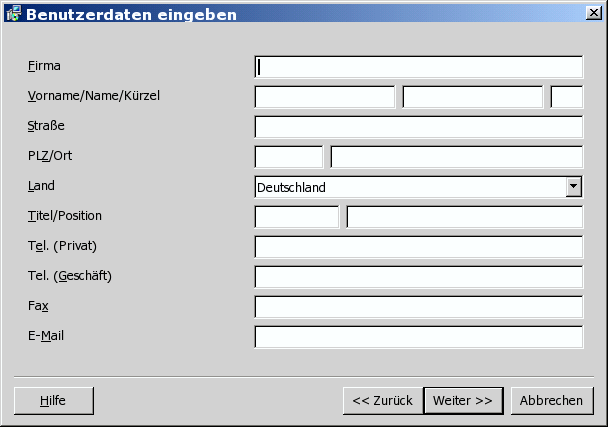 Benutzerdaten eingeben
Firma
Vorname/Name/Kürzel
Straße
PLZ/Ort
Land Deutschland
Titel/Position
Tel. (Privat)
Tel. (Geschäft)
Fax
E-Mail
Hilfe << Zurück Weiter >> Abbrechen